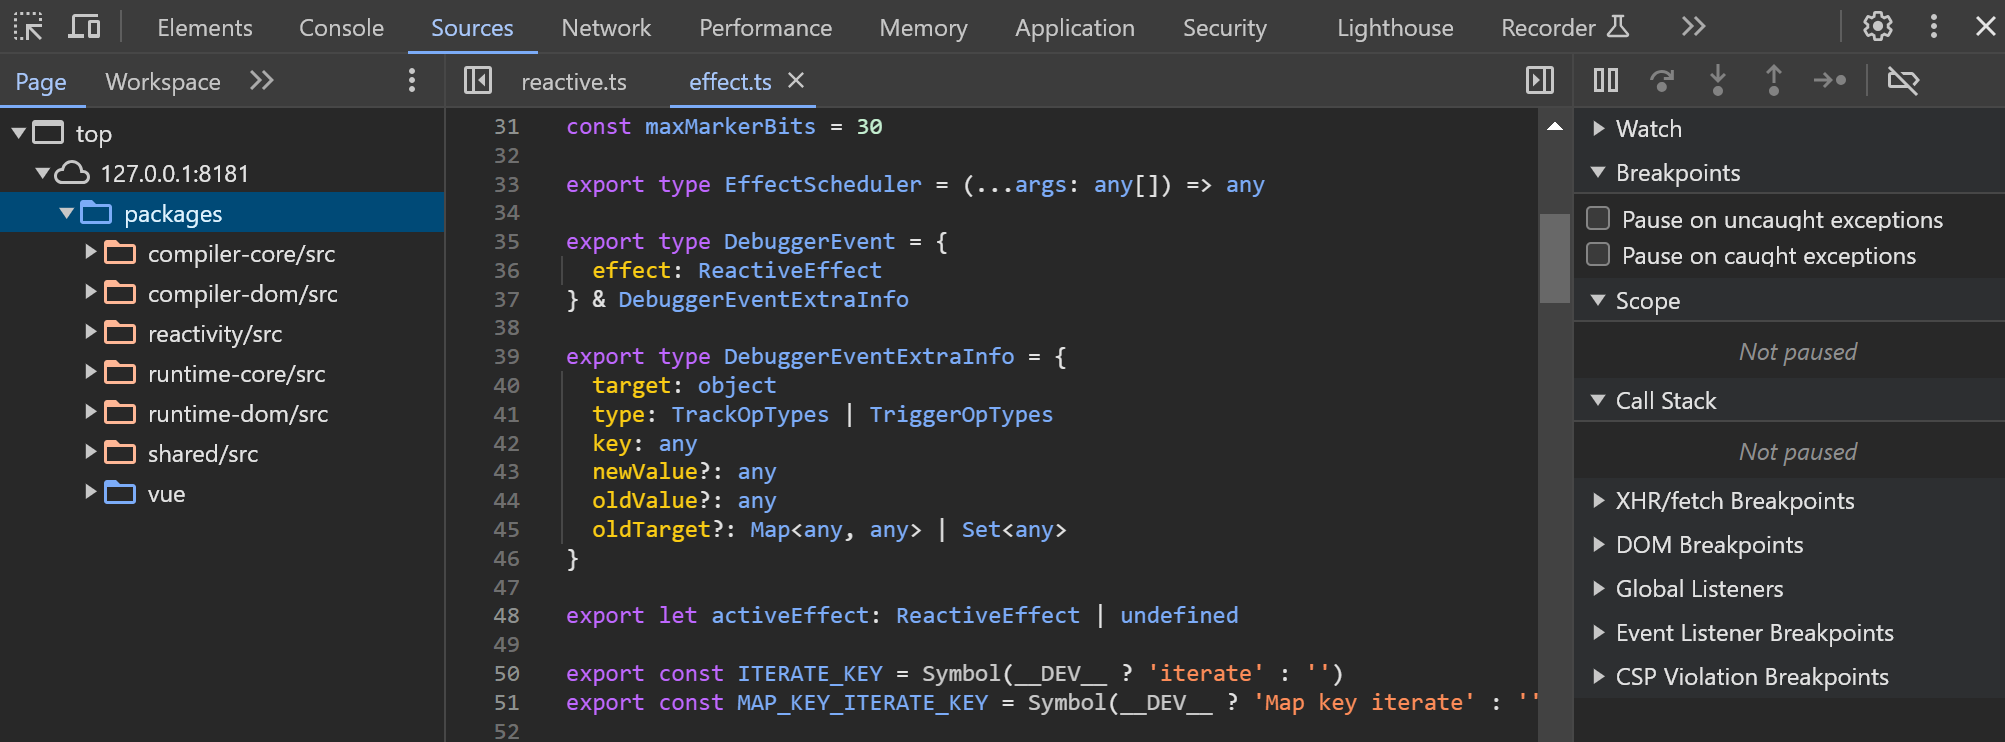 Elements Console Sources Network Performance Memory Application Security Lighthouse Recorder
Page Workspace
top
127.0.0.1:8181
packages
compiler-core/src
compiler-dom/src
reactivity/src
runtime-core/src
runtime-dom/src
shared/src
vue
reactive.ts effect.ts
31 const maxMarkerBits = 30
32
33 export type EffectScheduler = (...args: any[]) => any
34
35 export type DebuggerEvent = {
36 effect: ReactiveEffect
37 } & DebuggerEventExtraInfo
38
39 export type DebuggerEventExtraInfo = {
40 target: object
41 type: TrackOpTypes | TriggerOpTypes
42 key: any
43 newValue?: any
44 oldValue?: any
45 oldTarget?: Map<any, any> | Set<any>
46 }
47
48 export let activeEffect: ReactiveEffect | undefined
49
50 export const ITERATE_KEY = Symbol(__DEV__ ? 'iterate' : '')
51 export const MAP_KEY_ITERATE_KEY = Symbol(__DEV__ ? 'Map key iterate' : ''
52
Watch
Breakpoints
Pause on uncaught exceptions
Pause on caught exceptions
Scope
Not paused
Call Stack
Not paused
XHR/fetch Breakpoints
DOM Breakpoints
Global Listeners
Event Listener Breakpoints
CSP Violation Breakpoints